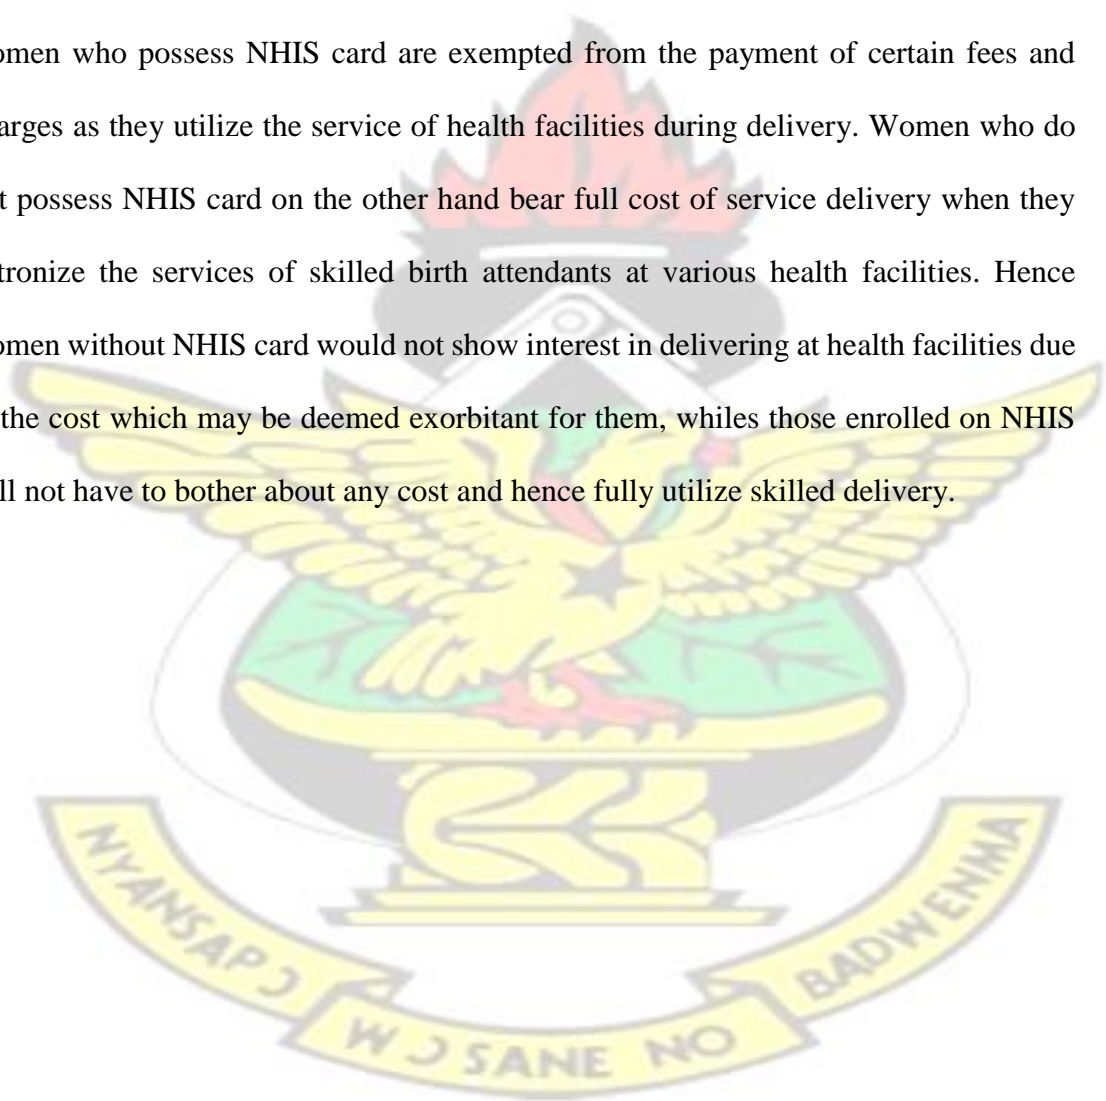 omen who possess NHIS card are exempted from the payment of certain fees and
arges as they utilize the service of health facilities during delivery. Women who do
t possess NHIS card on the other hand bear full cost of service delivery when they
tronize the services of skilled birth attendants at various health facilities. Hence
omen without NHIS card would not show interest in delivering at health facilities due
the cost which may be deemed exorbitant for them, whiles those enrolled on NHIS
ll not have to bother about any cost and hence fully utilize skilled delivery.
NYANSAPƆ
WƆ SANE NO
BADWENMA